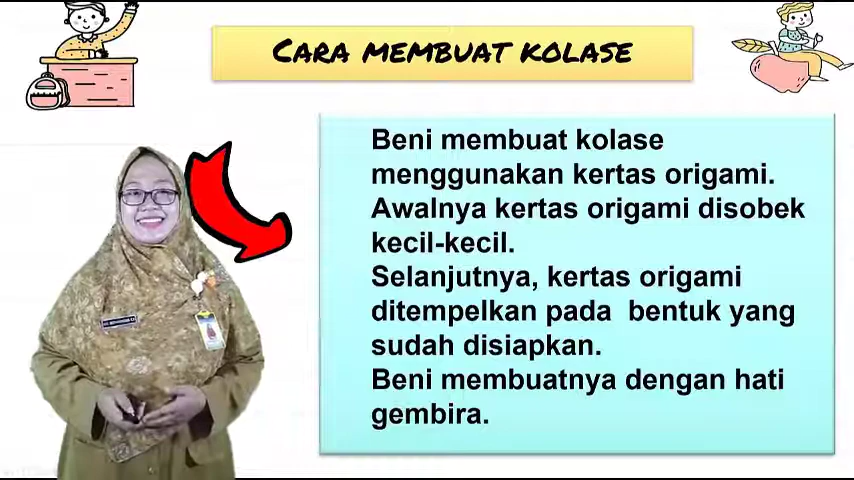 CARA MEMBUAT KOLASE
Beni membuat kolase
menggunakan kertas origami.
Awalnya kertas origami disobek
kecil-kecil.
Selanjutnya, kertas origami
ditempelkan pada bentuk yang
sudah disiapkan.
Beni membuatnya dengan hati
gembira.